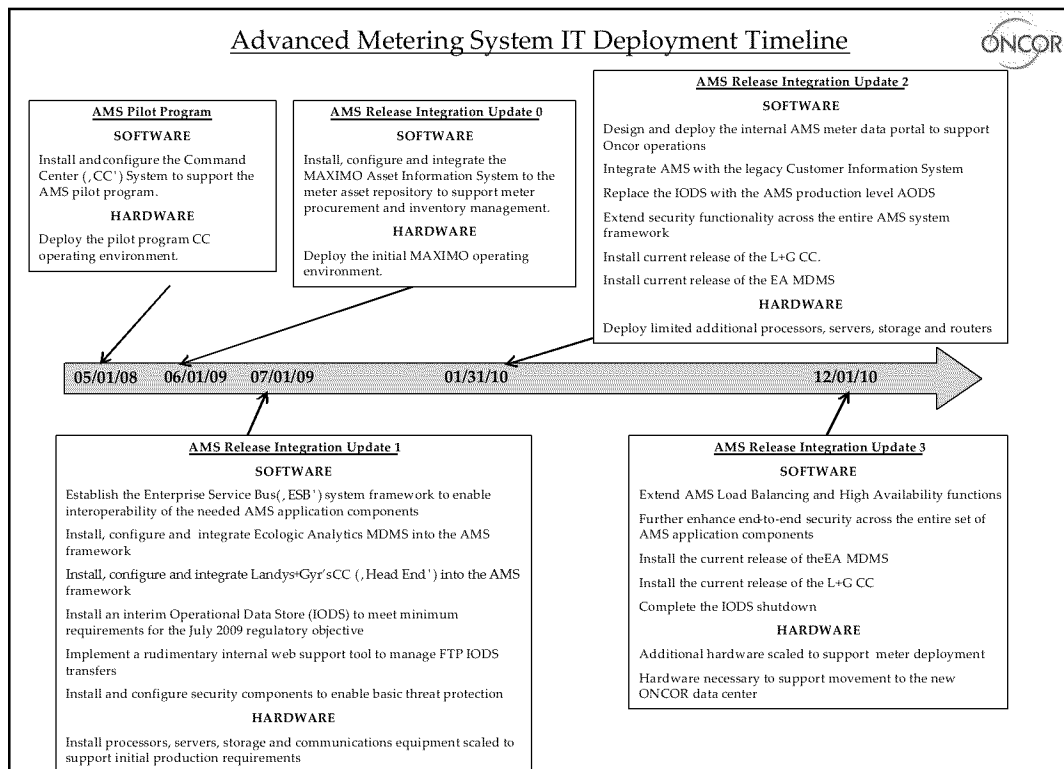 Advanced Metering System IT Deployment Timeline
ONCOR
AMS Pilot Program
SOFTWARE
Install and configure the Command
Center (‚CC') System to support the
AMS pilot program.
HARDWARE
Deploy the pilot program CC
operating environment.
AMS Release Integration Update 0
SOFTWARE
Install, configure and integrate the
MAXIMO Asset Information System to the
meter asset repository to support meter
procurement and inventory management.
HARDWARE
Deploy the initial MAXIMO operating
environment.
AMS Release Integration Update 2
SOFTWARE
Design and deploy the internal AMS meter data portal to support
Oncor operations
Integrate AMS with the legacy Customer Information System
Replace the IODS with the AMS production level AODS
Extend security functionality across the entire AMS system
framework
Install current release of the L+G CC.
Install current release of the EA MDMS
HARDWARE
Deploy limited additional processors, servers, storage and routers
05/01/08 06/01/09 07/01/09 01/31/10 12/01/10
AMS Release Integration Update 1
SOFTWARE
Establish the Enterprise Service Bus(‚ESB') system framework to enable
interoperability of the needed AMS application components
Install, configure and integrate Ecologic Analytics MDMS into the AMS
framework
Install, configure and integrate Landys+Gyr'sCC (‚Head End') into the AMS
framework
Install an interim Operational Data Store (IODS) to meet minimum
requirements for the July 2009 regulatory objective
Implement a rudimentary internal web support tool to manage FTP IODS
transfers
Install and configure security components to enable basic threat protection
HARDWARE
Install processors, servers, storage and communications equipment scaled to
support initial production requirements
AMS Release Integration Update 3
SOFTWARE
Extend AMS Load Balancing and High Availability functions
Further enhance end-to-end security across the entire set of
AMS application components
Install the current release of theEA MDMS
Install the current release of the L+G CC
Complete the IODS shutdown
HARDWARE
Additional hardware scaled to support meter deployment
Hardware necessary to support movement to the new
ONCOR data center